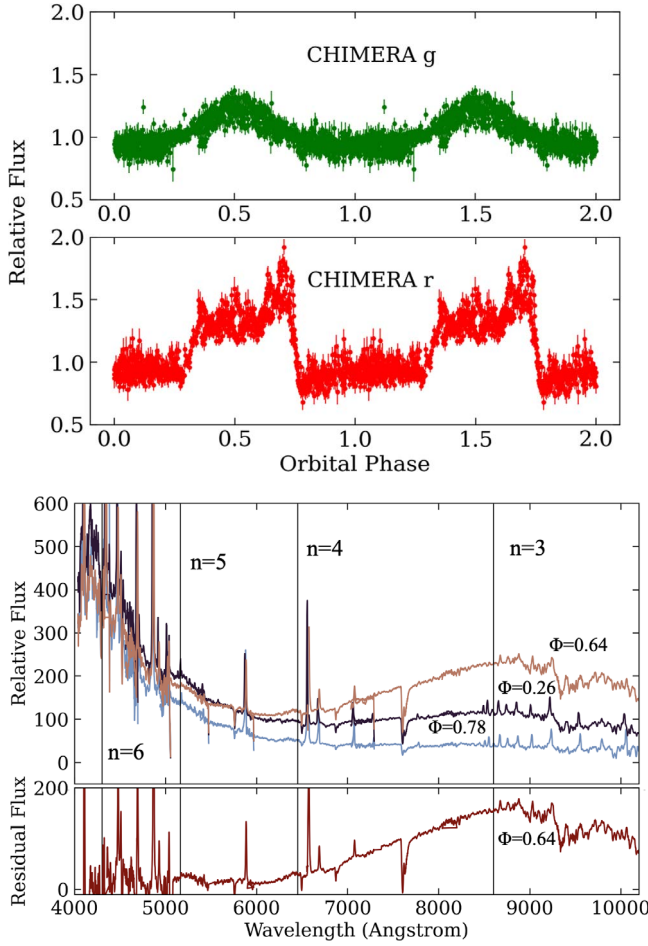 2.0
CHIMERA g
1.5
1.0
0.5
0.0 0.5 1.0 1.5 2.0
Relative Flux
2.0
CHIMERA r
1.5
1.0
0.5
0.0 0.5 1.0 1.5 2.0
Orbital Phase
600
500
n=5 n=4 n=3
400
300
Φ=0.64
200
Φ=0.26
100
Φ=0.78
n=6
0
Relative Flux
200
Φ=0.64
0
Residual Flux
4000 5000 6000 7000 8000 9000 10000
Wavelength (Angstrom)